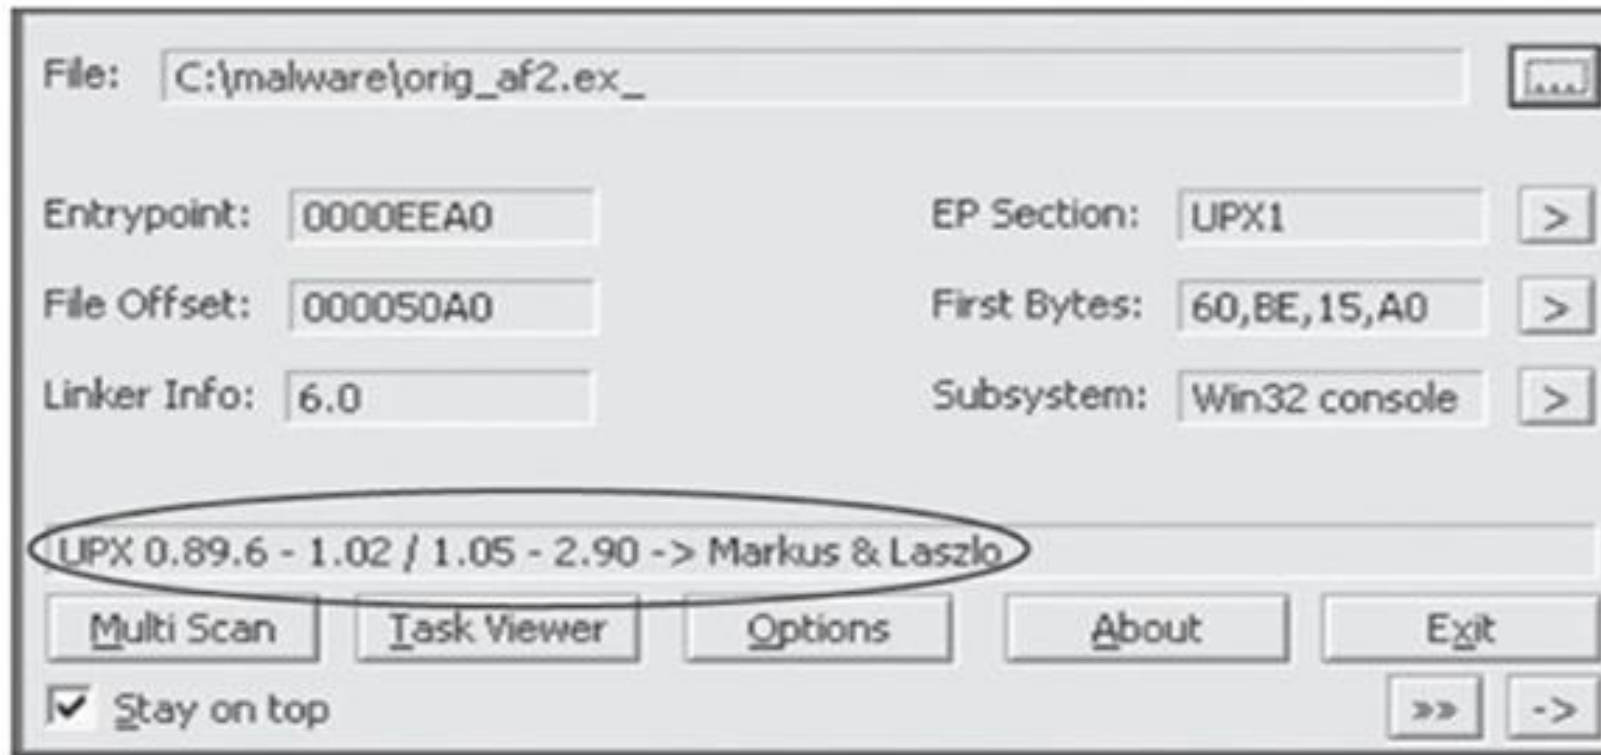 File: C:\malware\orig_af2.ex_ ...
Entrypoint: 0000EEA0 EP Section: UPX1 >
File Offset: 000050A0 First Bytes: 60,BE,15,A0 >
Linker Info: 6.0 Subsystem: Win32 console >
UPX 0.89.6 - 1.02 / 1.05 - 2.90 -> Markus & Laszlo
Multi Scan Task Viewer Options About Exit
Stay on top >> ->